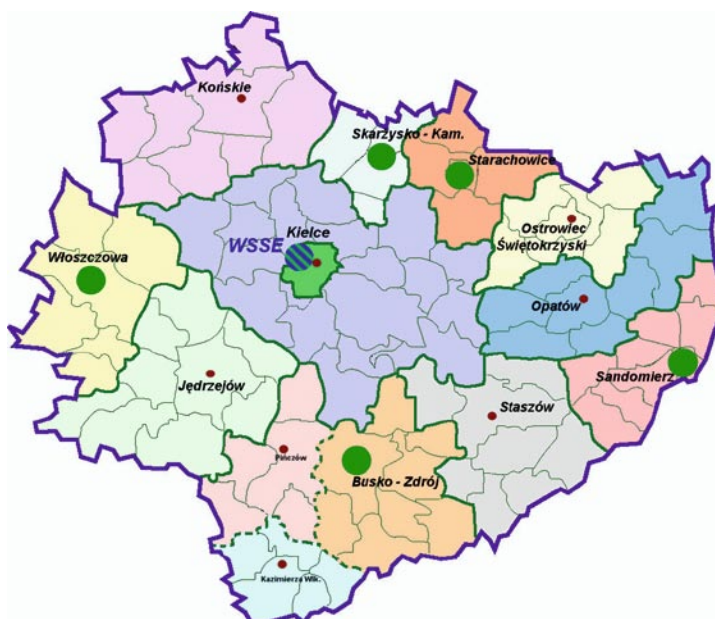 Końskie
Skarżysko - Kam.
Starachowice
Kielce
WSSE
Ostrowiec
Świętokrzyski
Włoszczowa
Opatów
Jędrzejów
Sandomierz
Staszów
Pińczów
Busko - Zdrój
Kazimierza Wlk.